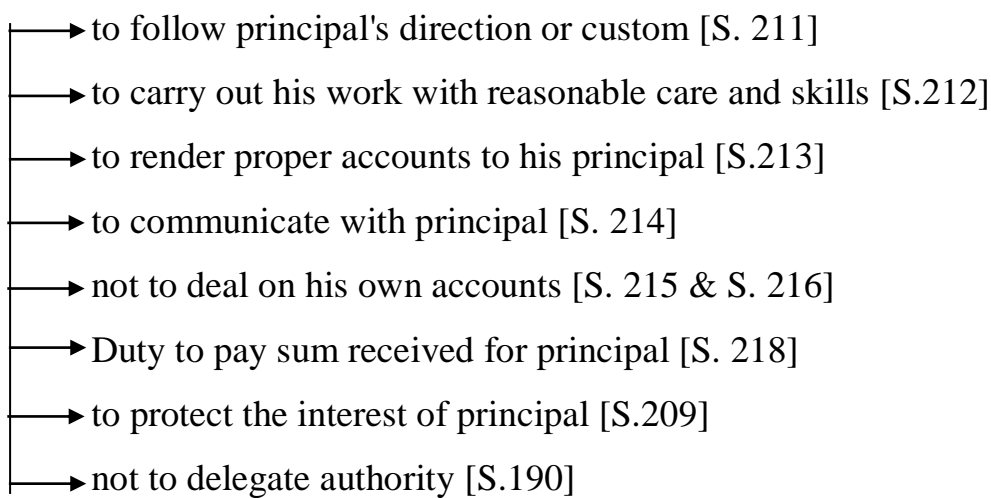 to follow principal's direction or custom [S. 211]
to carry out his work with reasonable care and skills [S.212]
to render proper accounts to his principal [S.213]
to communicate with principal [S. 214]
not to deal on his own accounts [S. 215 & S. 216]
Duty to pay sum received for principal [S. 218]
to protect the interest of principal [S.209]
not to delegate authority [S.190]